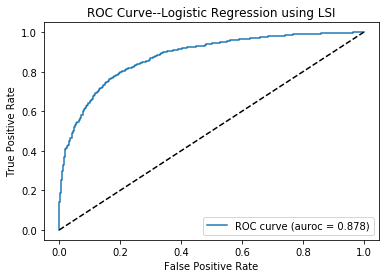 ROC Curve--Logistic Regression using LSI
True Positive Rate
1.0
0.8
0.6
0.4
0.2
0.0
ROC curve (auroc = 0.878)
0.0 0.2 0.4 0.6 0.8 1.0
False Positive Rate